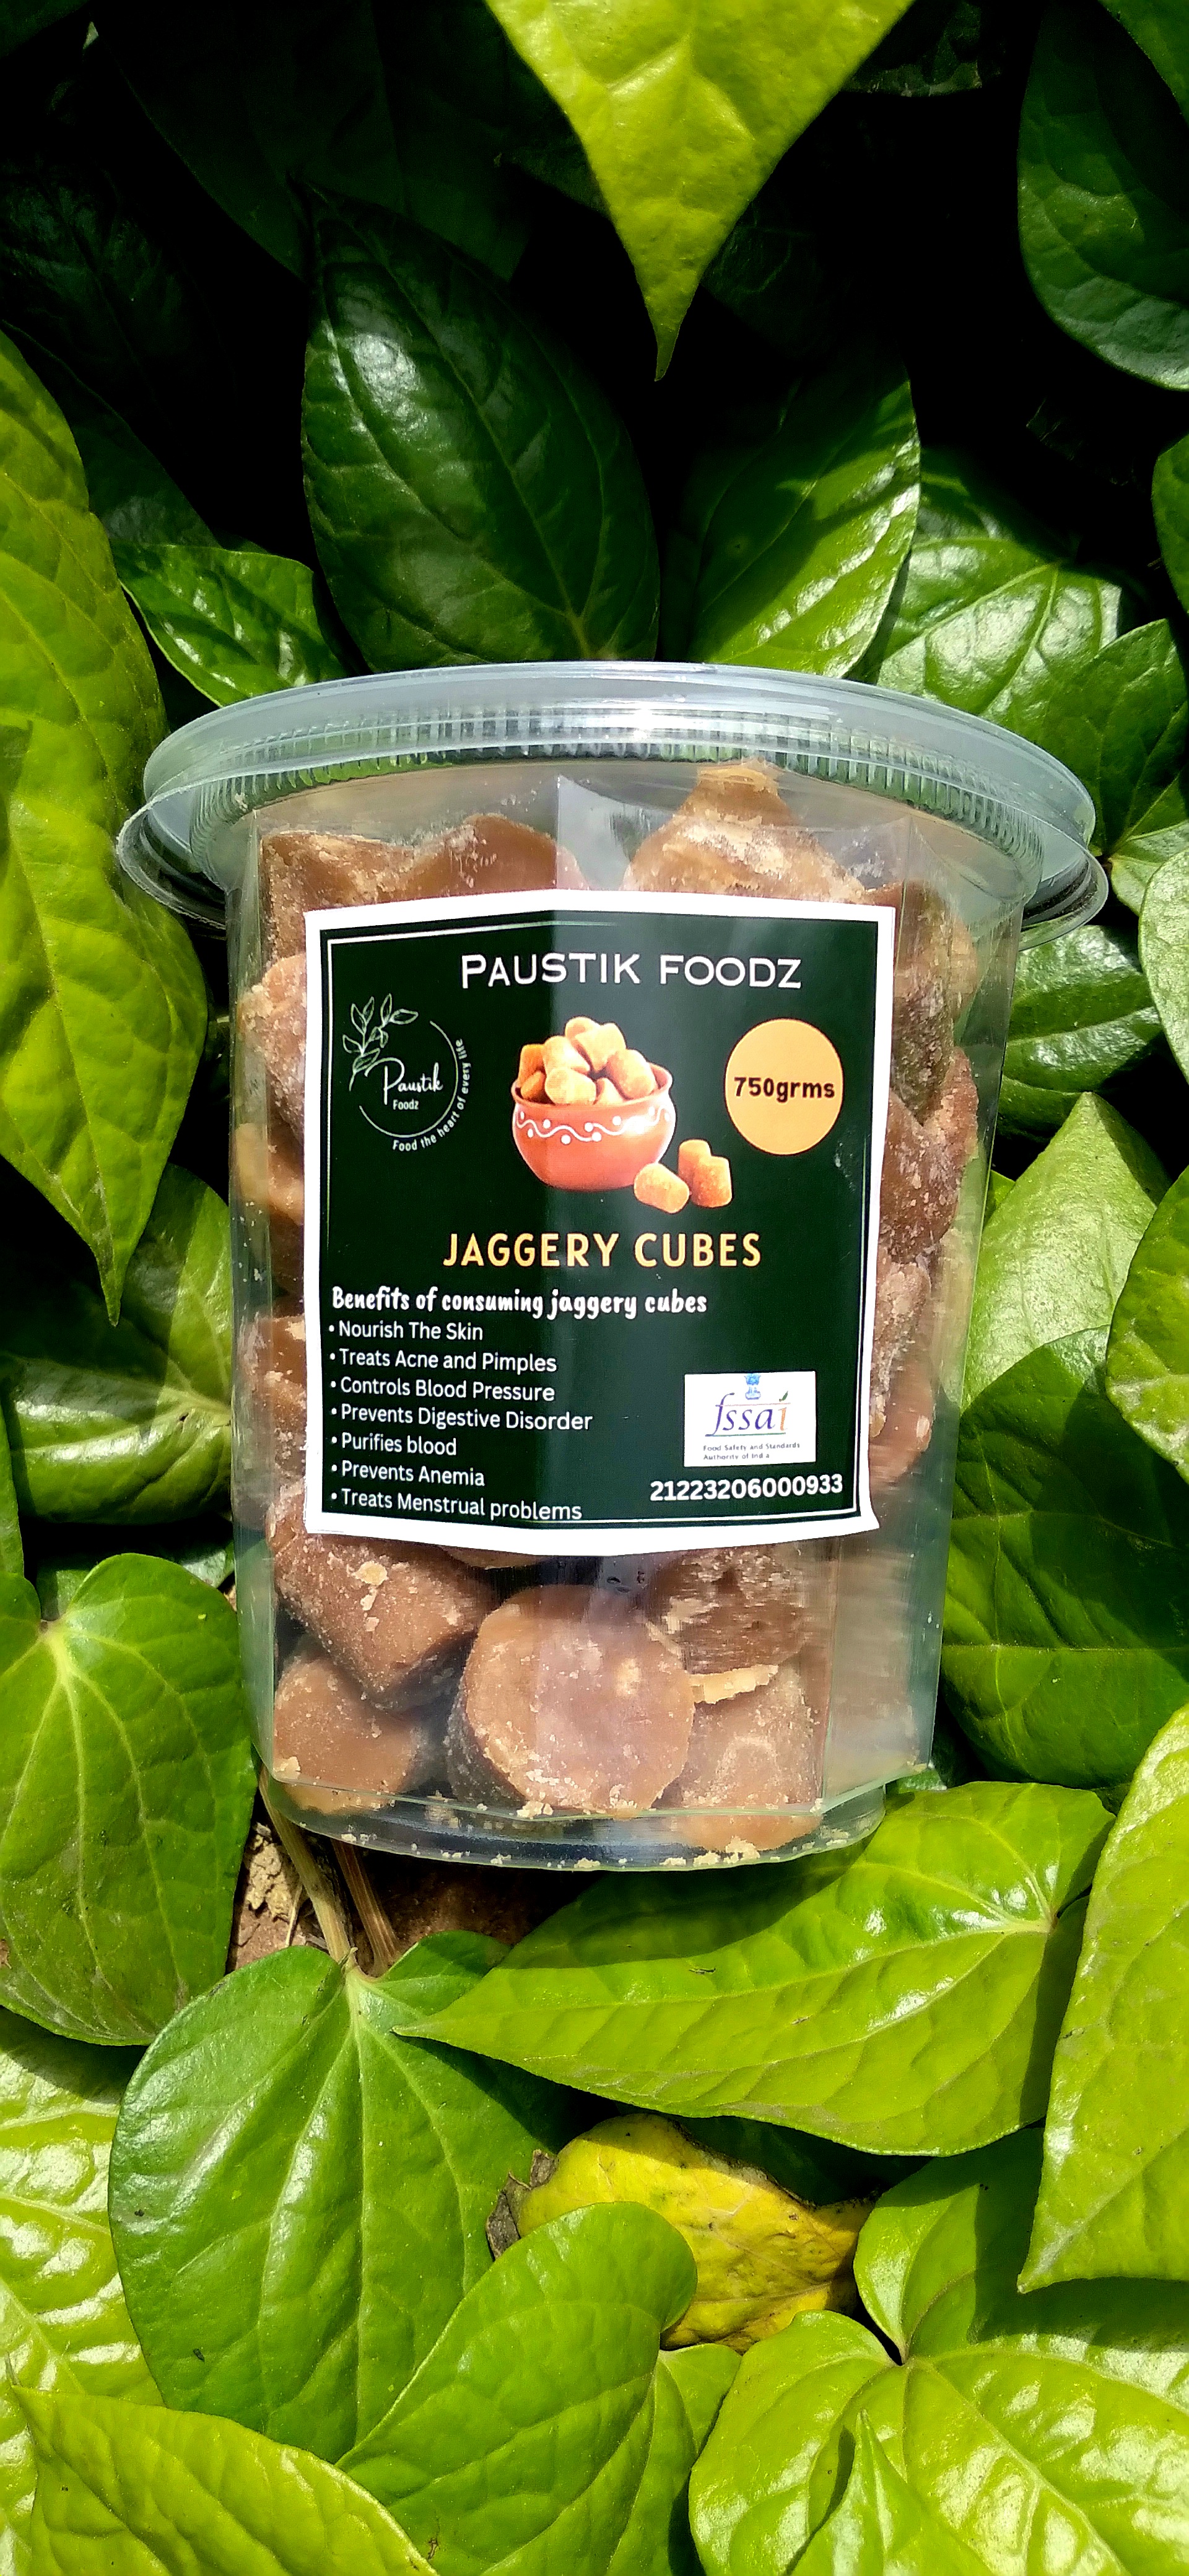 PAUSTIK FOODZ
Paustik
Foodz
Food the heart of every life
750grms
JAGGERY CUBES
Benefits of consuming jaggery cubes
• Nourish The Skin
• Treats Acne and Pimples
• Controls Blood Pressure
• Prevents Digestive Disorder
• Purifies blood
• Prevents Anemia
• Treats Menstrual problems
fssai
Food Safety and Standards
Authority of India
21223206000933